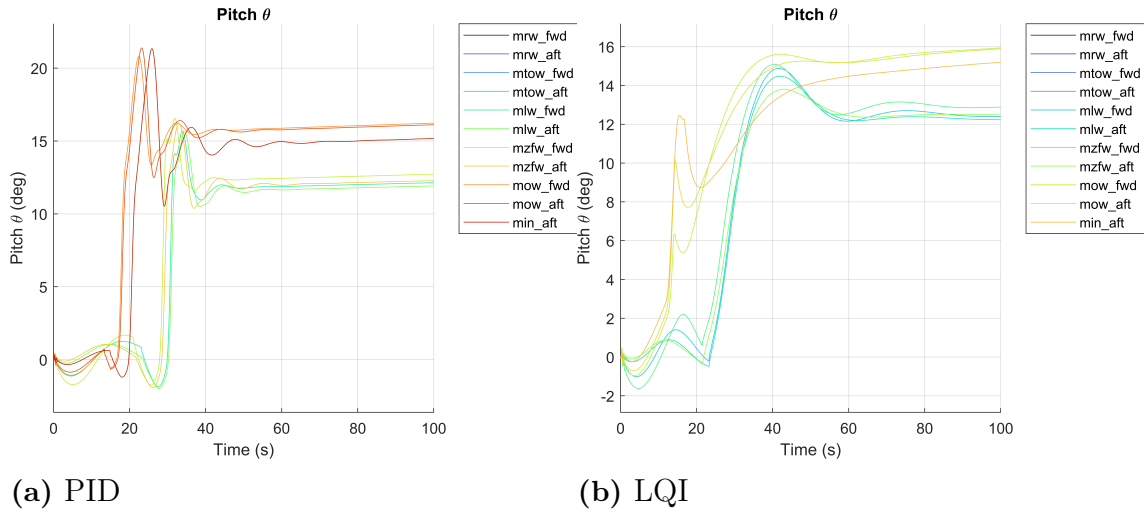 Pitch θ
20
15
10
5
0
0
20
40
60
80
100
Time (s)
Pitch θ (deg)
mrw_fwd
mrw_aft
mtow_fwd
mtow_aft
mlw_fwd
mlw_aft
mzfw_fwd
mzfw_aft
mow_fwd
mow_aft
min_aft
(a) PID
Pitch θ
16
14
12
10
8
6
4
2
0
-2
0
20
40
60
80
100
Time (s)
Pitch θ (deg)
mrw_fwd
mrw_aft
mtow_fwd
mtow_aft
mlw_fwd
mlw_aft
mzfw_fwd
mzfw_aft
mow_fwd
mow_aft
min_aft
(b) LQI